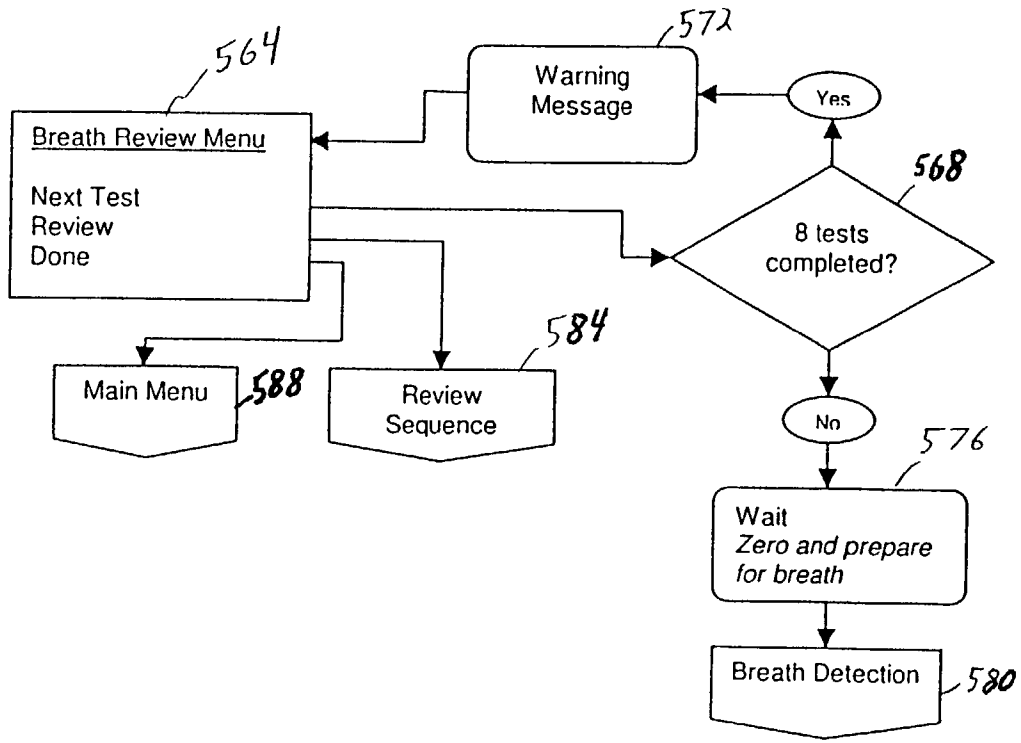 564
572
Warning
Message
Yes
Breath Review Menu
Next Test
Review
Done
568
8 tests
completed?
Main Menu
588
584
Review
Sequence
No
576
Wait
Zero and prepare
for breath
Breath Detection
580